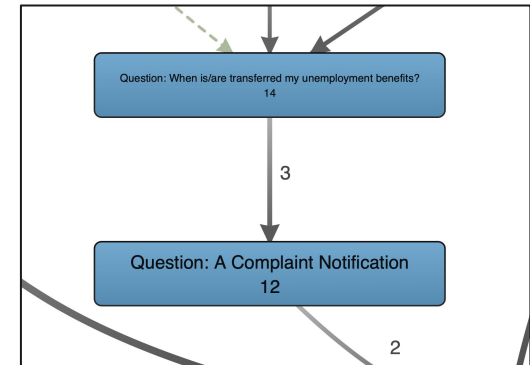 Question: When is/are transferred my unemployment benefits?
14
3
Question: A Complaint Notification
12
2